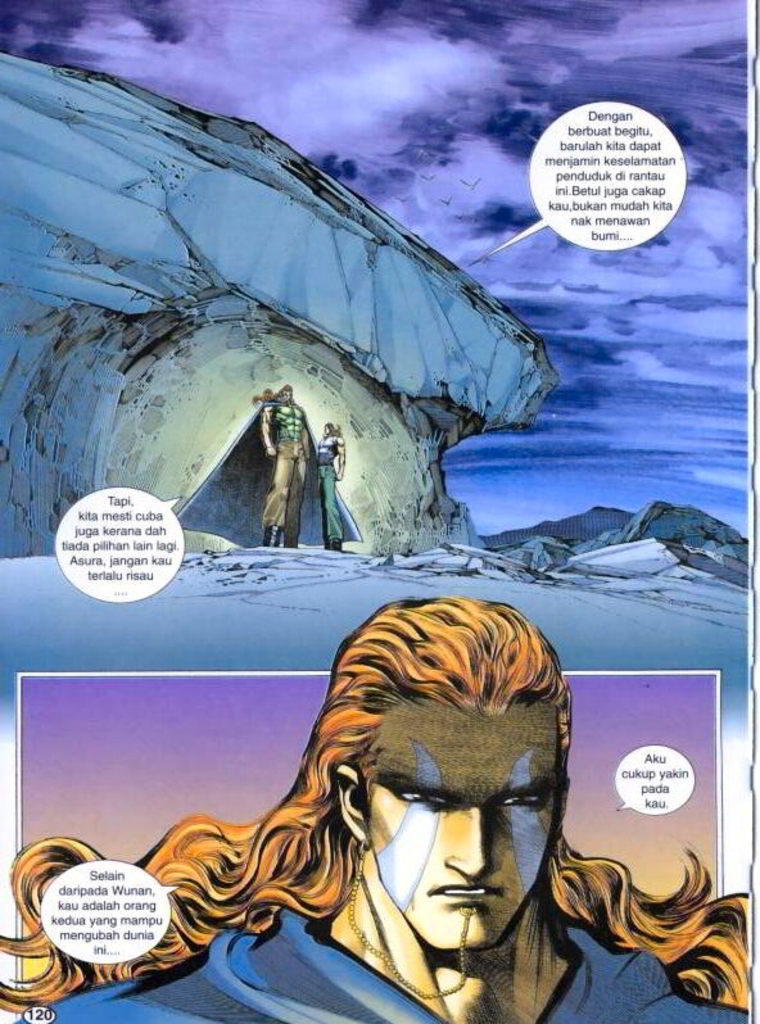 Dengan
berbuat begitu,
barulah kita dapat
menjamin keselamatan
penduduk di rantau
ini.Betul juga cakap
kau,bukan mudah kita
nak menawan
bumi....
Tapi,
kita mesti cuba
juga kerana dah
tiada pilihan lain lagi.
Asura, jangan kau
terlalu risau
....
Aku
cukup yakin
pada
kau.
Selain
daripada Wunan,
kau adalah orang
kedua yang mampu
mengubah dunia
ini....
120